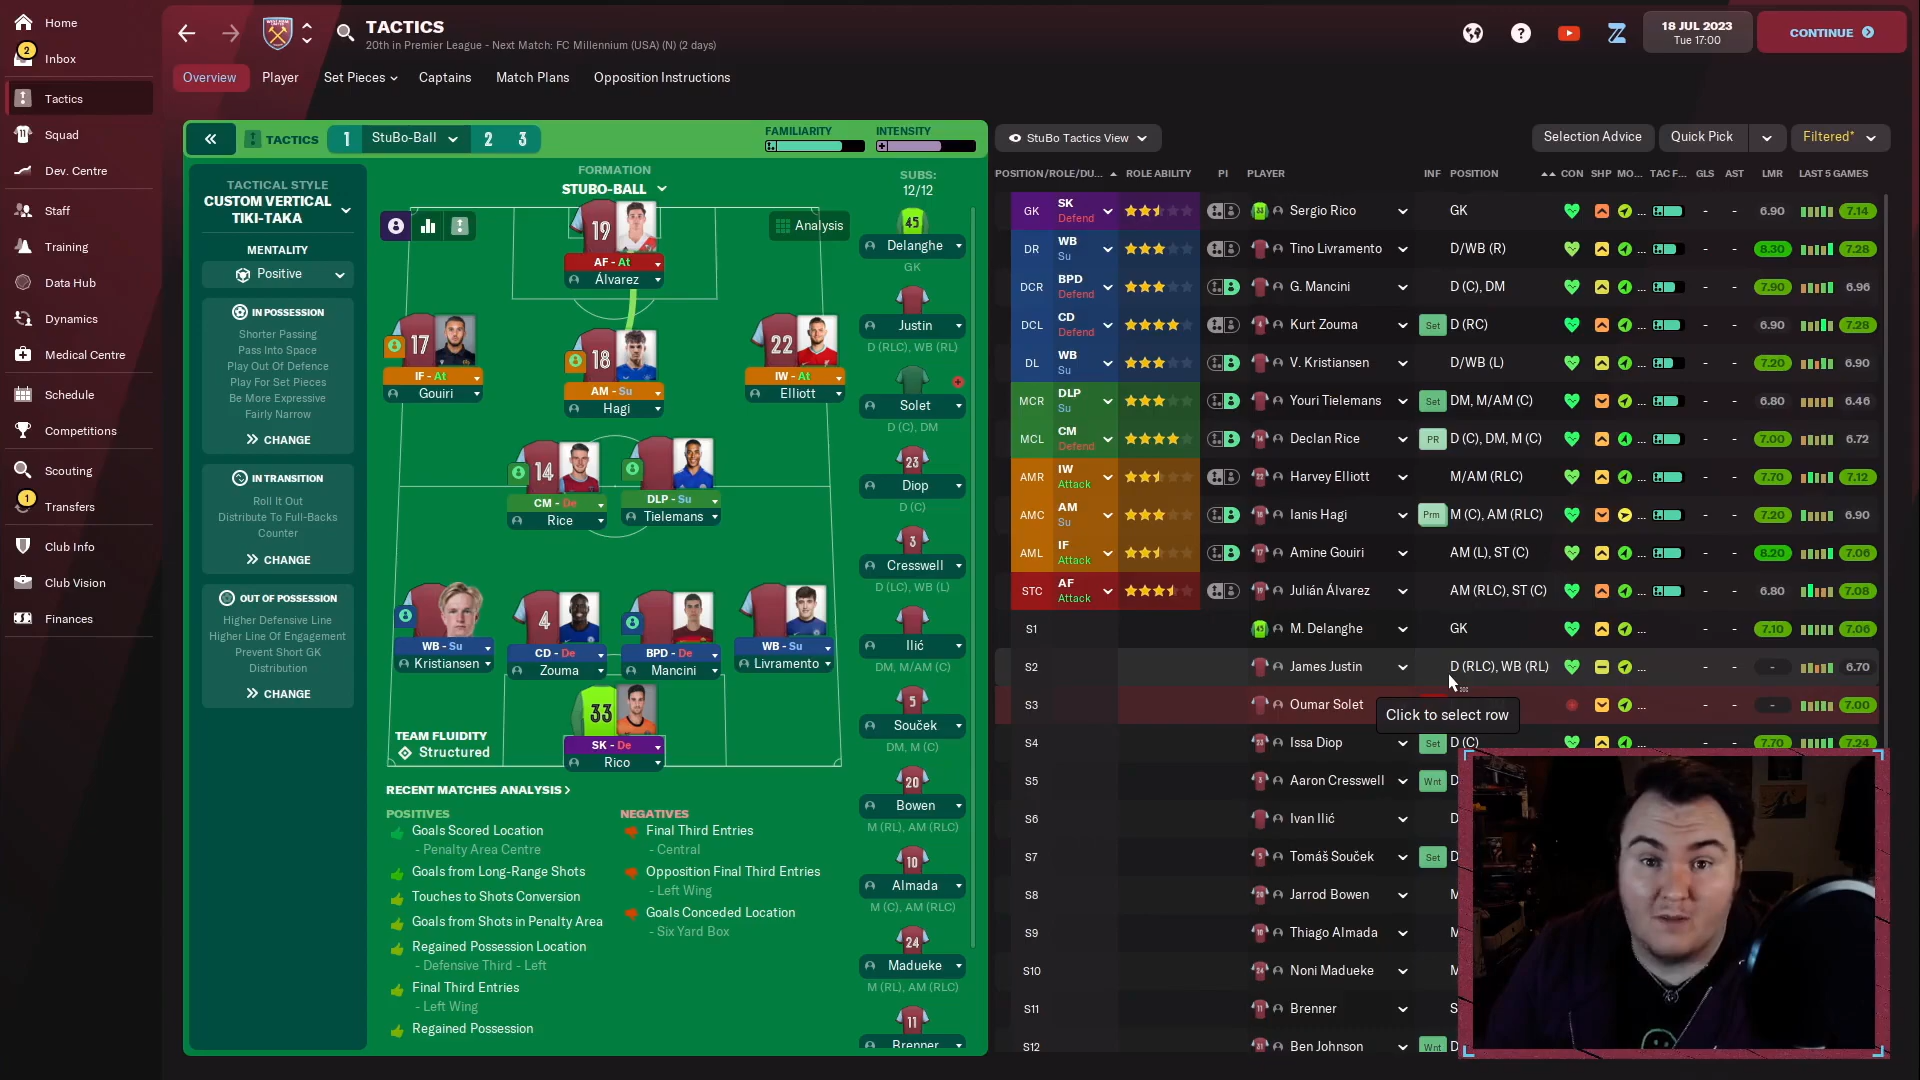 Home
2
Inbox
Tactics
Squad
Dev. Centre
Staff
Training
Data Hub
Dynamics
Medical Centre
Schedule
Competitions
Scouting
1
Transfers
Club Info
Club Vision
Finances
TACTICS
20th in Premier League - Next Match: FC Millennium (USA) (N) (2 days)
18 JUL 2023
Tue 17:00
CONTINUE
Overview Player Set Pieces Captains Match Plans Opposition Instructions
TACTICS 1 StuBo-Ball 2 3
FAMILIARITY INTENSITY
TACTICAL STYLE
CUSTOM VERTICAL
TIKI-TAKA
MENTALITY
Positive
IN POSSESSION
Shorter Passing
Pass Into Space
Play Out Of Defence
Play For Set Pieces
Be More Expressive
Fairly Narrow
CHANGE
IN TRANSITION
Roll It Out
Distribute To Full-Backs
Counter
CHANGE
OUT OF POSSESSION
Higher Defensive Line
Higher Line Of Engagement
Prevent Short GK
Distribution
CHANGE
FORMATION
STUBO-BALL
Analysis
19
AF - At
Álvarez
17
IF - At
Gouiri
18
AM - Su
Hagi
22
IW - At
Elliott
14
CM - De
Rice
DLP - Su
Tielemans
WB - Su
Kristiansen
4
CD - De
Zouma
BPD - De
Mancini
WB - Su
Livramento
33
SK - De
Rico
TEAM FLUIDITY
Structured
SUBS:
12/12
45
Delanghe
GK
Justin
D (RLC), WB (RL)
Solet
D (C), DM
23
Diop
D (C)
3
Cresswell
D (LC), WB (L)
Ilić
DM, M/AM (C)
5
Souček
DM, M (C)
20
Bowen
M (RL), AM (RLC)
10
Almada
M (C), AM (RLC)
24
Madueke
M (RL), AM (RLC)
11
Brenner
RECENT MATCHES ANALYSIS
POSITIVES
Goals Scored Location
- Penalty Area Centre
Goals from Long-Range Shots
Touches to Shots Conversion
Goals from Shots in Penalty Area
Regained Possession Location
- Defensive Third - Left
Final Third Entries
- Left Wing
Regained Possession
NEGATIVES
Final Third Entries
- Central
Opposition Final Third Entries
- Left Wing
Goals Conceded Location
- Six Yard Box
StuBo Tactics View
Selection Advice Quick Pick Filtered*
POSITION/ROLE/DU... ROLE ABILITY PI PLAYER INF POSITION CON SHP MO... TAC F... GLS AST LMR LAST 5 GAMES
GK SK Defend Sergio Rico GK - - 6.90 7.14
DR WB Su Tino Livramento D/WB (R) ... - - 8.30 7.28
DCR BPD Defend G. Mancini D (C), DM ... - - 7.90 6.96
DCL CD Defend Kurt Zouma Set D (RC) ... - - 6.90 7.28
DL WB Su V. Kristiansen D/WB (L) ... - - 7.20 6.90
MCR DLP Su Youri Tielemans Set DM, M/AM (C) ... - - 6.80 6.46
MCL CM Defend Declan Rice PR D (C), DM, M (C) ... - - 7.00 6.72
AMR IW Attack Harvey Elliott M/AM (RLC) ... - - 7.70 7.12
AMC AM Su Ianis Hagi Prm M (C), AM (RLC) ... - - 7.20 6.90
AML IF Attack Amine Gouiri AM (L), ST (C) ... - - 8.20 7.06
STC AF Attack Julián Álvarez AM (RLC), ST (C) ... - - 6.80 7.08
S1 M. Delanghe GK ... - - 7.10 7.06
S2 James Justin D (RLC), WB (RL) ... - - - 6.70
S3 Oumar Solet ... - - - 7.00
Click to select row
S4 Issa Diop Set D (C) ... - - 7.70 7.24
S5 Aaron Cresswell Wnt D
S6 Ivan Ilić D
S7 Tomáš Souček Set D
S8 Jarrod Bowen M
S9 Thiago Almada M
S10 Noni Madueke M
S11 Brenner S
S12 Ben Johnson Wnt D